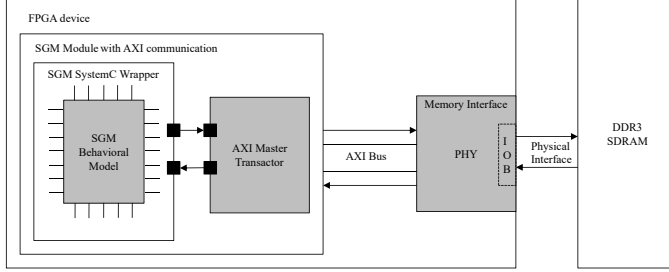 FPGA device
SGM Module with AXI communication
SGM SystemC Wrapper
SGM
Behavioral
Model
AXI Master
Transactor
AXI Bus
Memory Interface
PHY
I
O
B
Physical
Interface
DDR3
SDRAM